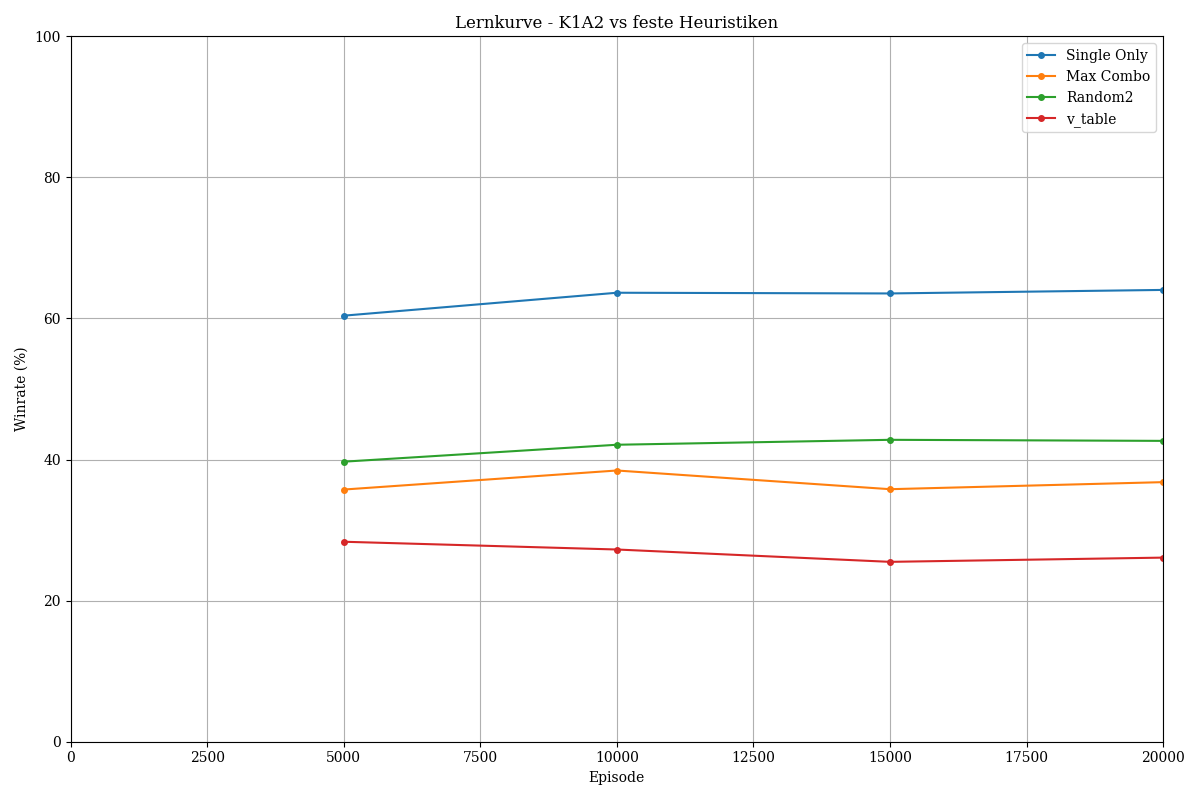 Lernkurve - K1A2 vs feste Heuristiken
100
80
60
40
20
0
Winrate (%)
Single Only
Max Combo
Random2
v_table
0 2500 5000 7500 10000 12500 15000 17500 20000
Episode